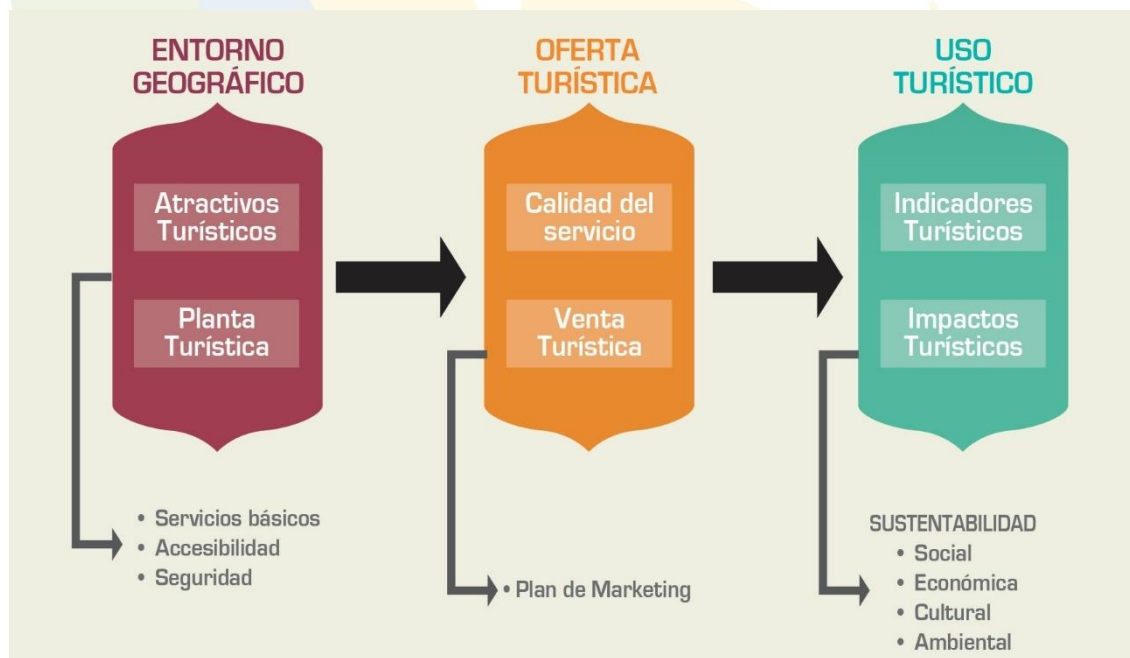 ENTORNO
GEOGRÁFICO
Atractivos
Turísticos
Planta
Turística
• Servicios básicos
• Accesibilidad
• Seguridad
OFERTA
TURÍSTICA
Calidad del
servicio
Venta
Turística
• Plan de Marketing
USO
TURÍSTICO
Indicadores
Turísticos
Impactos
Turísticos
SUSTENTABILIDAD
• Social
• Económica
• Cultural
• Ambiental